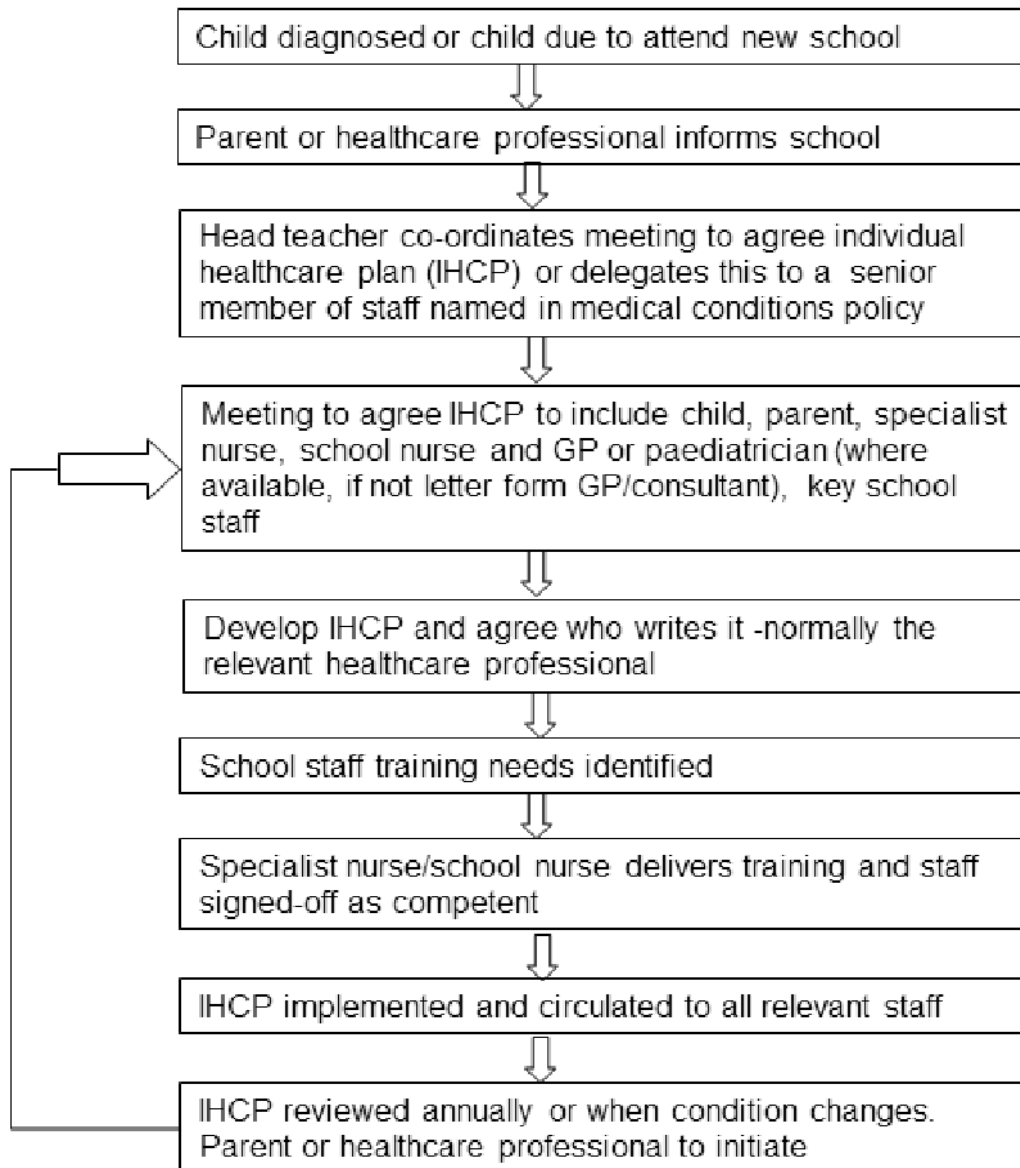 Child diagnosed or child due to attend new school
Parent or healthcare professional informs school
Head teacher co-ordinates meeting to agree individual
healthcare plan (IHCP) or delegates this to a senior
member of staff named in medical conditions policy
Meeting to agree IHCP to include child, parent, specialist
nurse, school nurse and GP or paediatrician (where
available, if not letter form GP/consultant), key school
staff
Develop IHCP and agree who writes it -normally the
relevant healthcare professional
School staff training needs identified
Specialist nurse/school nurse delivers training and staff
signed-off as competent
IHCP implemented and circulated to all relevant staff
IHCP reviewed annually or when condition changes.
Parent or healthcare professional to initiate